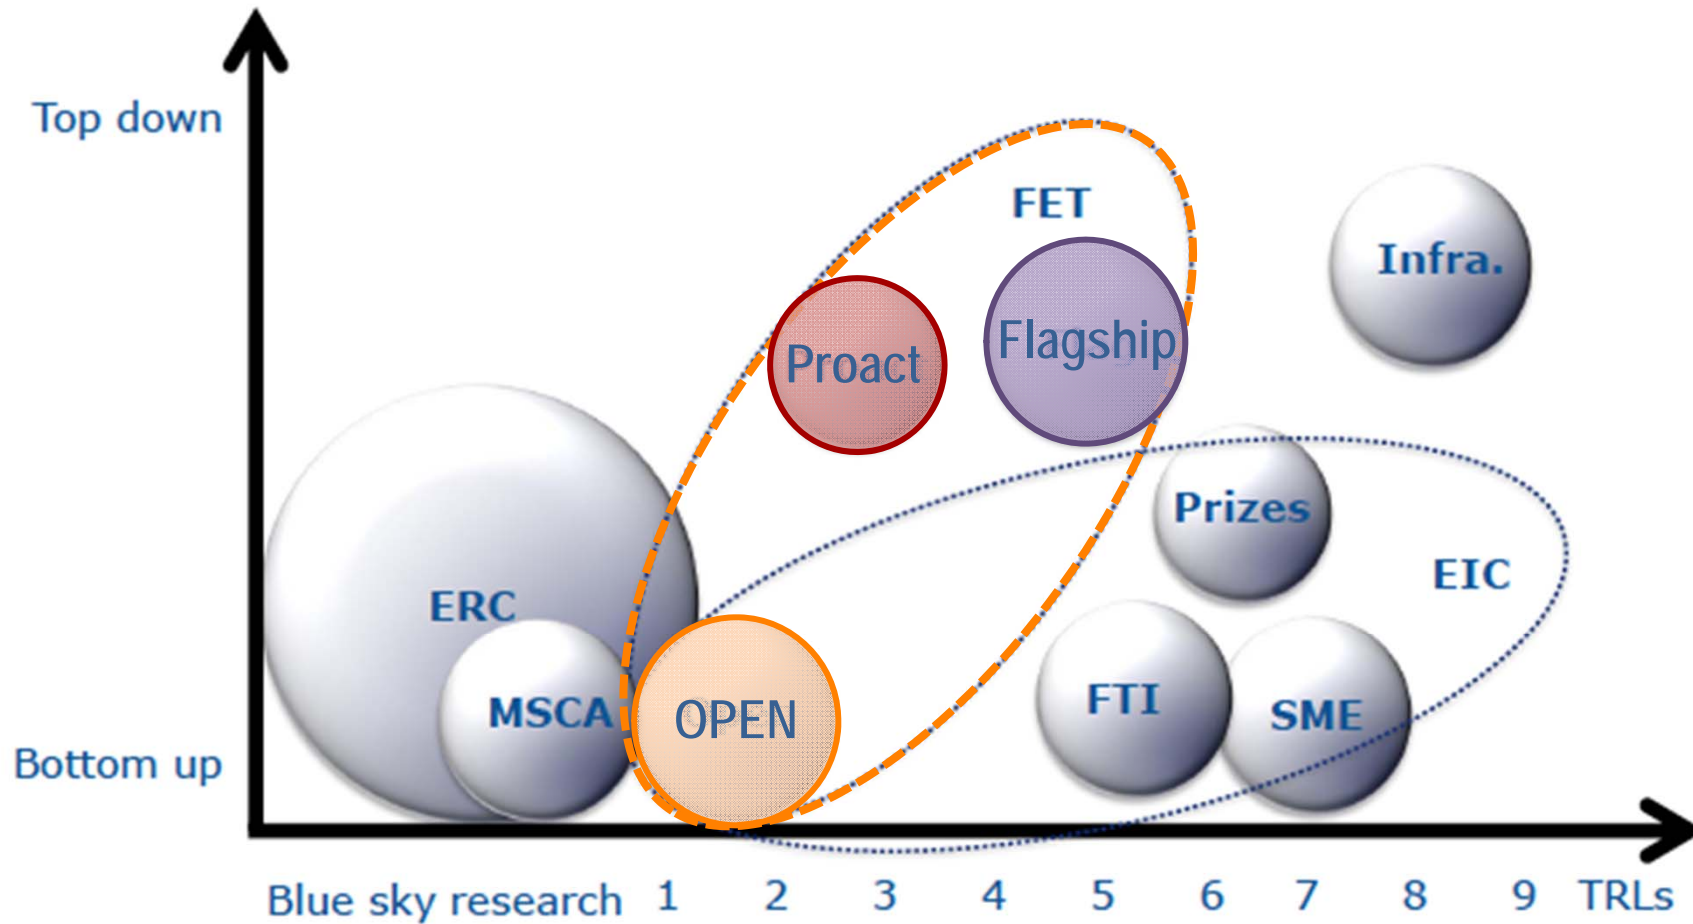 Top down
FET
Infra.
Proact
Flagship
Prizes
EIC
ERC
MSCA
OPEN
FTI
SME
Bottom up
Blue sky research 1 2 3 4 5 6 7 8 9 TRLs